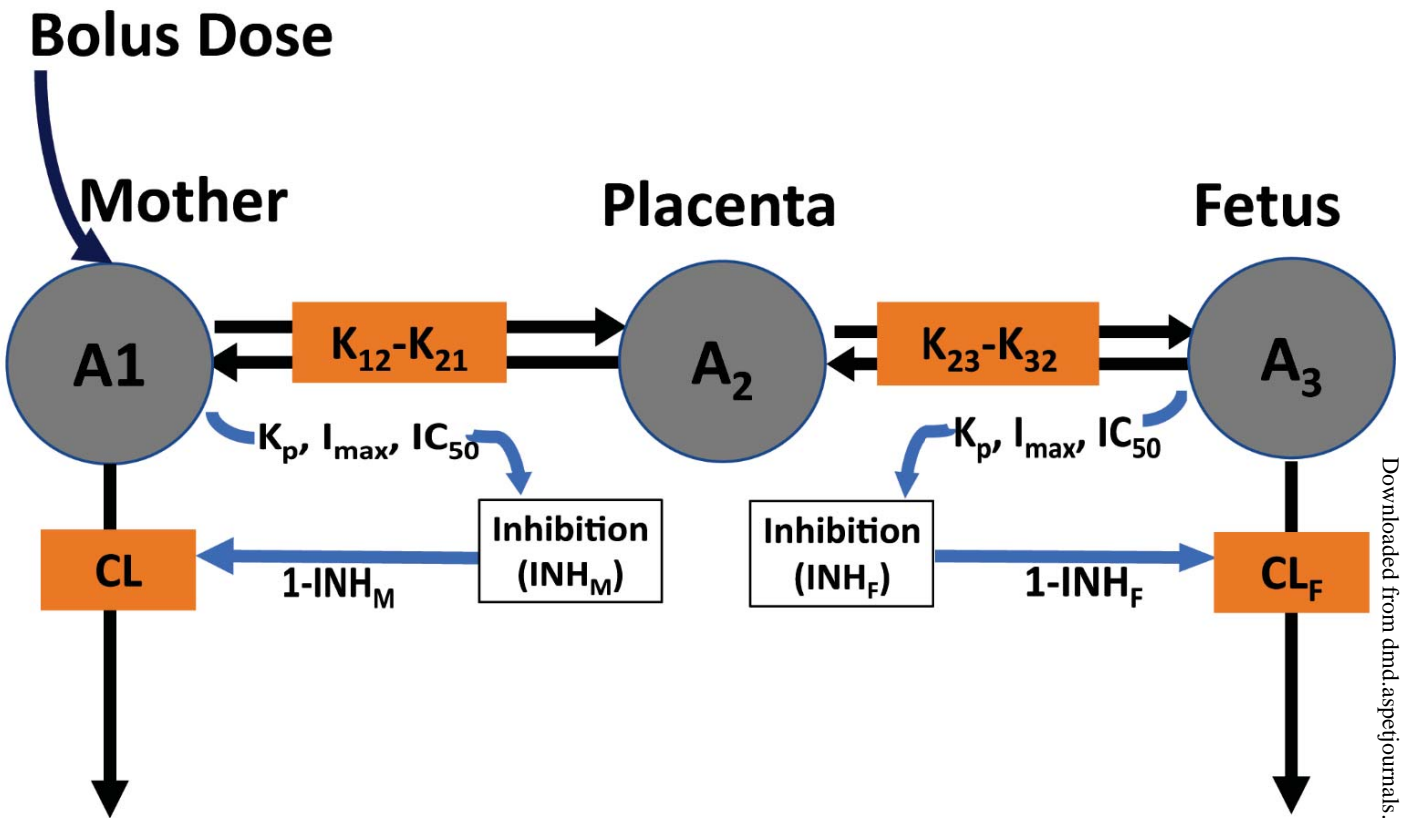 Bolus Dose
Mother
Placenta
Fetus
A1
K12-K21
A2
K23-K32
A3
Kp, Imax, IC50
Kp, Imax, IC50
Inhibition
(INHM)
Inhibition
(INHF)
CL
1-INHM
1-INHF
CLF
Downloaded from dmd.aspetjournals.